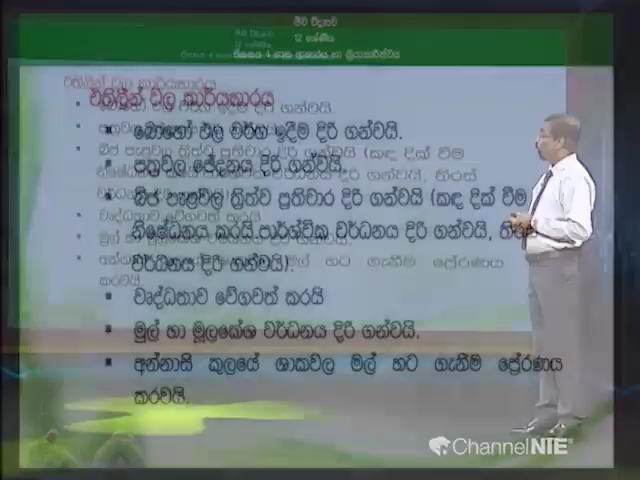 ජීව විද්‍යාව
12 ශ්‍රේණිය
එතිලීන් වල කාර්යභාරය
බොහෝ ඵල වර්ග ඉදීම දිරි ගන්වයි.
පත්‍රවල ඡේදනය දිරි ගන්වයි.
බීජ පැළවල ත්‍රිත්ව ප්‍රතිචාර දිරි ගන්වයි (කඳ දික් වීම
නිෂේධනය කරයි, පාර්ශ්වික වර්ධනය දිරි ගන්වයි, තිරස්
වර්ධනය දිරි ගන්වයි).
වෘද්ධතාව වේගවත් කරයි
මුල් හා මූලකේශ වර්ධනය දිරි ගන්වයි.
අන්නාසි කුලයේ ශාකවල මල් හට ගැනීම ප්‍රේරණය
කරවයි.
ChannelNIE